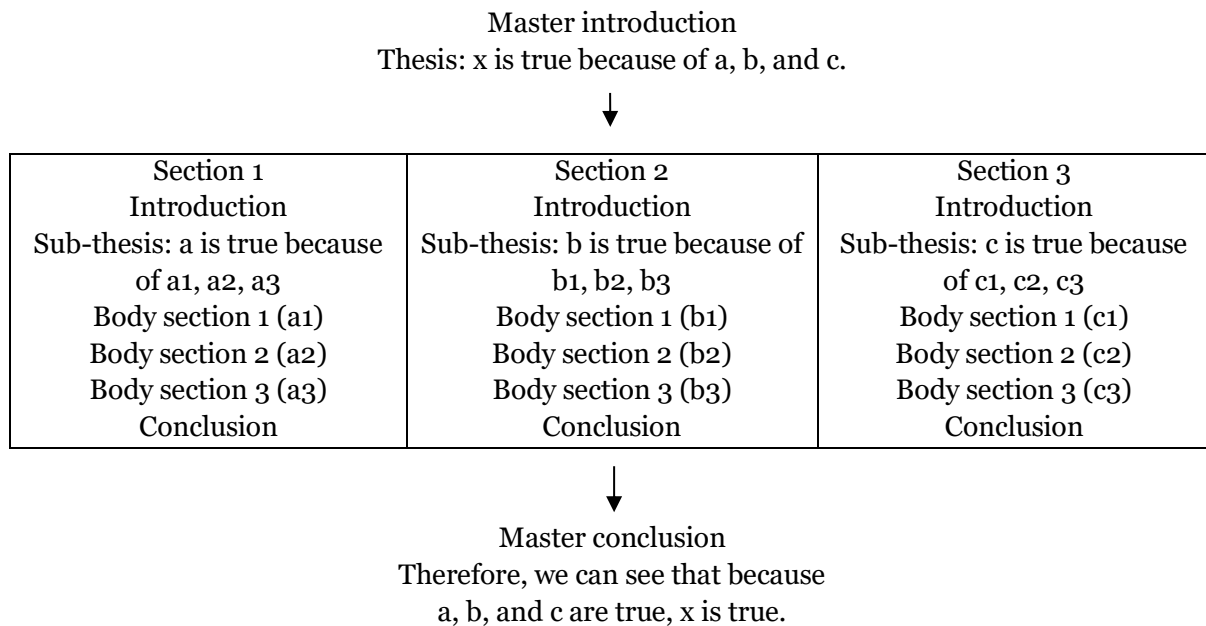 Master introduction
Thesis: x is true because of a, b, and c.
Section 1
Introduction
Sub-thesis: a is true because
of a1, a2, a3
Body section 1 (a1)
Body section 2 (a2)
Body section 3 (a3)
Conclusion
Section 2
Introduction
Sub-thesis: b is true because of
b1, b2, b3
Body section 1 (b1)
Body section 2 (b2)
Body section 3 (b3)
Conclusion
Section 3
Introduction
Sub-thesis: c is true because
of c1, c2, c3
Body section 1 (c1)
Body section 2 (c2)
Body section 3 (c3)
Conclusion
Master conclusion
Therefore, we can see that because
a, b, and c are true, x is true.